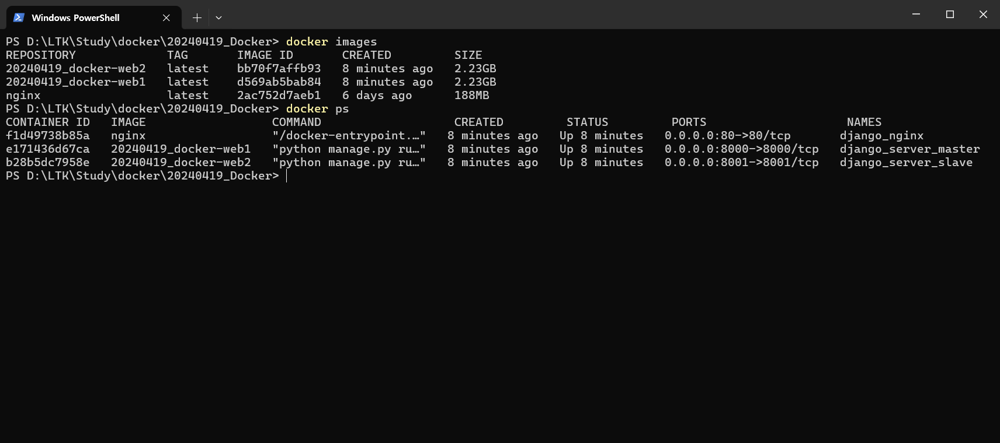 Windows PowerShell
PS D:\LTK\Study\docker\20240419_Docker> docker images
REPOSITORY             TAG       IMAGE ID       CREATED         SIZE
20240419_docker-web2   latest    bb70f7affb93   8 minutes ago   2.23GB
20240419_docker-web1   latest    d569ab5bab84   8 minutes ago   2.23GB
nginx                  latest    2ac752d7aeb1   6 days ago      188MB
PS D:\LTK\Study\docker\20240419_Docker> docker ps
CONTAINER ID   IMAGE                  COMMAND                   CREATED         STATUS         PORTS                    NAMES
f1d49738b85a   nginx                  "/docker-entrypoint.…"   8 minutes ago   Up 8 minutes   0.0.0.0:80->80/tcp       django_nginx
e171436d67ca   20240419_docker-web1   "python manage.py ru…"   8 minutes ago   Up 8 minutes   0.0.0.0:8000->8000/tcp   django_server_master
b28b5dc7958e   20240419_docker-web2   "python manage.py ru…"   8 minutes ago   Up 8 minutes   0.0.0.0:8001->8001/tcp   django_server_slave
PS D:\LTK\Study\docker\20240419_Docker>